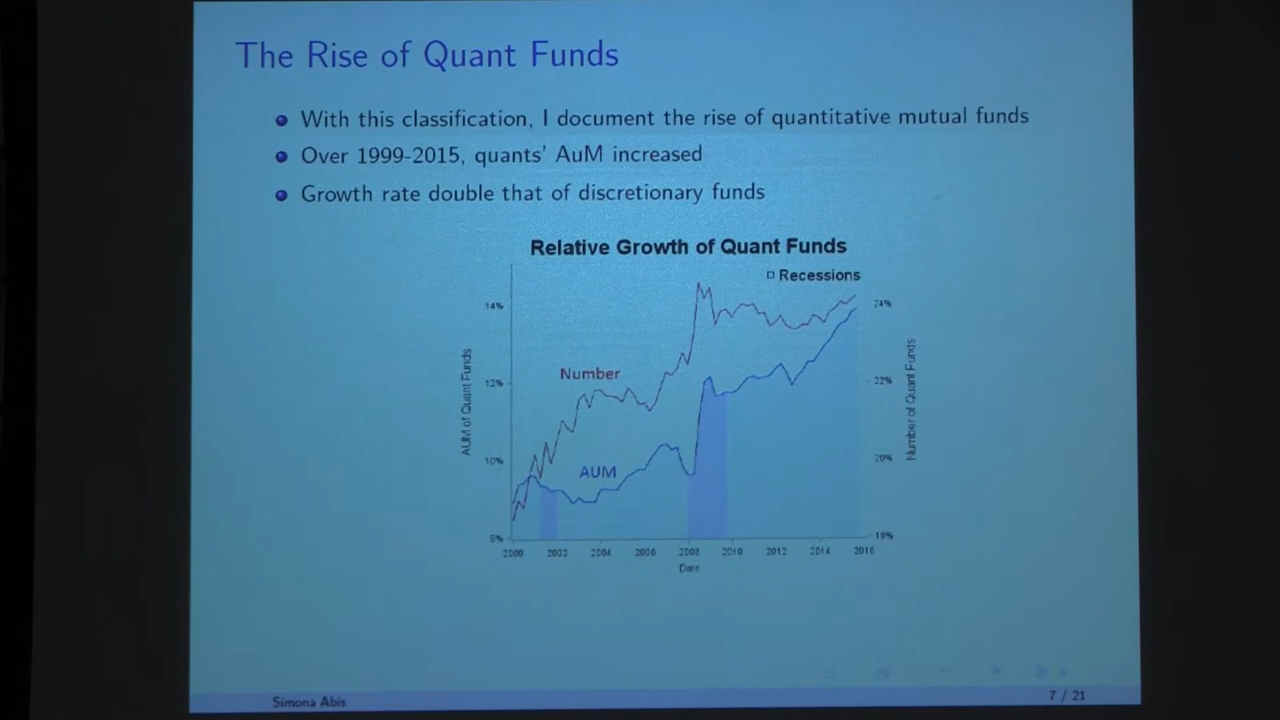 The Rise of Quant Funds
With this classification, I document the rise of quantitative mutual funds
Over 1999-2015, quants' AuM increased
Growth rate double that of discretionary funds
Relative Growth of Quant Funds
Recessions
14%
24%
Number
12%
22%
AUM of Quant Funds
Number of Quant Funds
10%
AUM
20%
8%
18%
2000 2002 2004 2006 2008 2010 2012 2014 2016
Date
Simona Abis
7 / 21